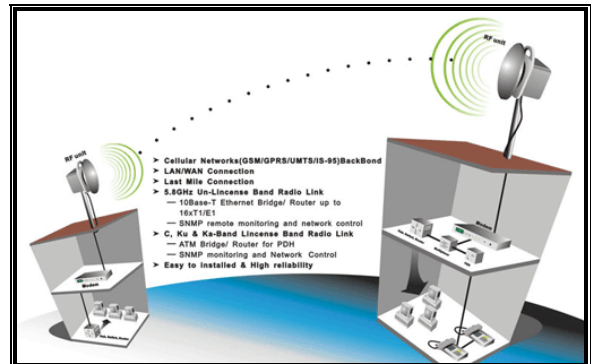 RF unit
RF unit
➤ Cellular Networks(GSM/GPRS/UMTS/IS-95)BackBond
➤ LAN/WAN Connection
➤ Last Mile Connection
➤ 5.8GHz Un-Lincense Band Radio Link
— 10Base-T Ethernet Bridge/ Router up to
16xT1/E1
— SNMP remote monitoring and network control
➤ C, Ku & Ka-Band Lincense Band Radio Link
— ATM Bridge/ Router for PDH
— SNMP monitoring and Network Control
➤ Easy to Installed & High reliability
Modem
Modem
Hub, Switch, Router